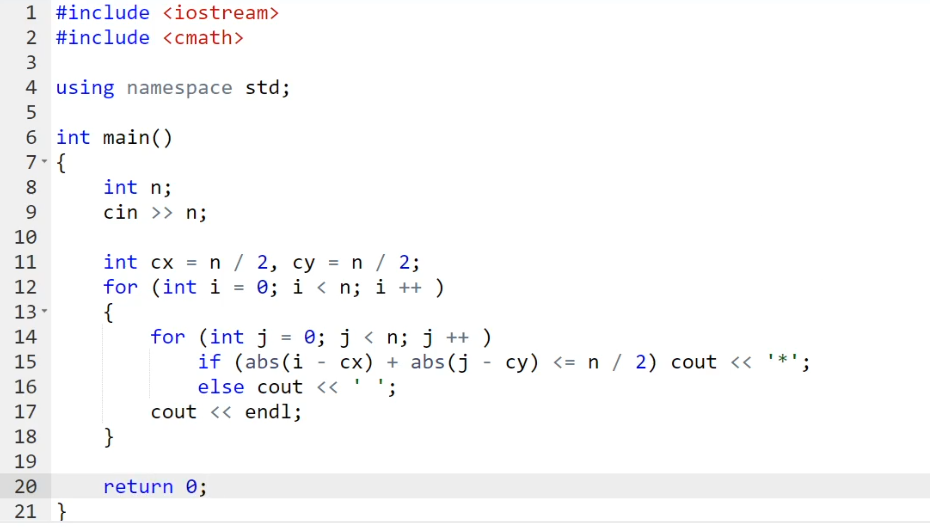 1 #include <iostream>
2 #include <cmath>
3
4 using namespace std;
5
6 int main()
7 {
8     int n;
9     cin >> n;
10
11     int cx = n / 2, cy = n / 2;
12     for (int i = 0; i < n; i ++ )
13     {
14         for (int j = 0; j < n; j ++ )
15             if (abs(i - cx) + abs(j - cy) <= n / 2) cout << '*';
16             else cout << ' ';
17         cout << endl;
18     }
19
20     return 0;
21 }